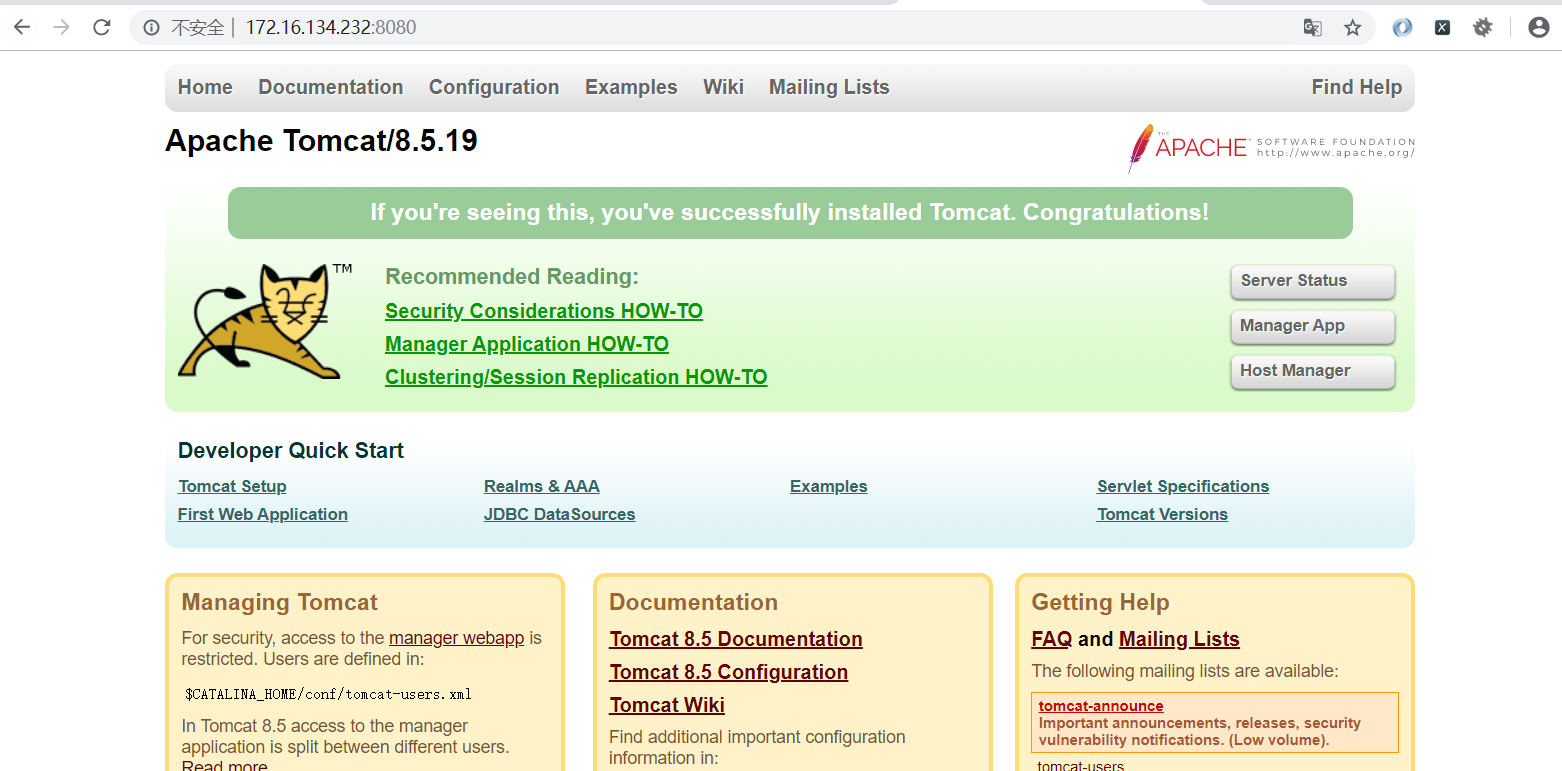 不安全 | 172.16.134.232:8080
Home Documentation Configuration Examples Wiki Mailing Lists Find Help
Apache Tomcat/8.5.19
THE APACHE® SOFTWARE FOUNDATION
http://www.apache.org/
If you're seeing this, you've successfully installed Tomcat. Congratulations!
TM
Recommended Reading:
Security Considerations HOW-TO
Manager Application HOW-TO
Clustering/Session Replication HOW-TO
Server Status
Manager App
Host Manager
Developer Quick Start
Tomcat Setup
First Web Application
Realms & AAA
JDBC DataSources
Examples
Servlet Specifications
Tomcat Versions
Managing Tomcat
For security, access to the manager webapp is
restricted. Users are defined in:
$CATALINA_HOME/conf/tomcat-users.xml
In Tomcat 8.5 access to the manager
application is split between different users.
Read more
Documentation
Tomcat 8.5 Documentation
Tomcat 8.5 Configuration
Tomcat Wiki
Find additional important configuration
information in:
Getting Help
FAQ and Mailing Lists
The following mailing lists are available:
tomcat-announce
Important announcements, releases, security
vulnerability notifications. (Low volume).
tomcat-users